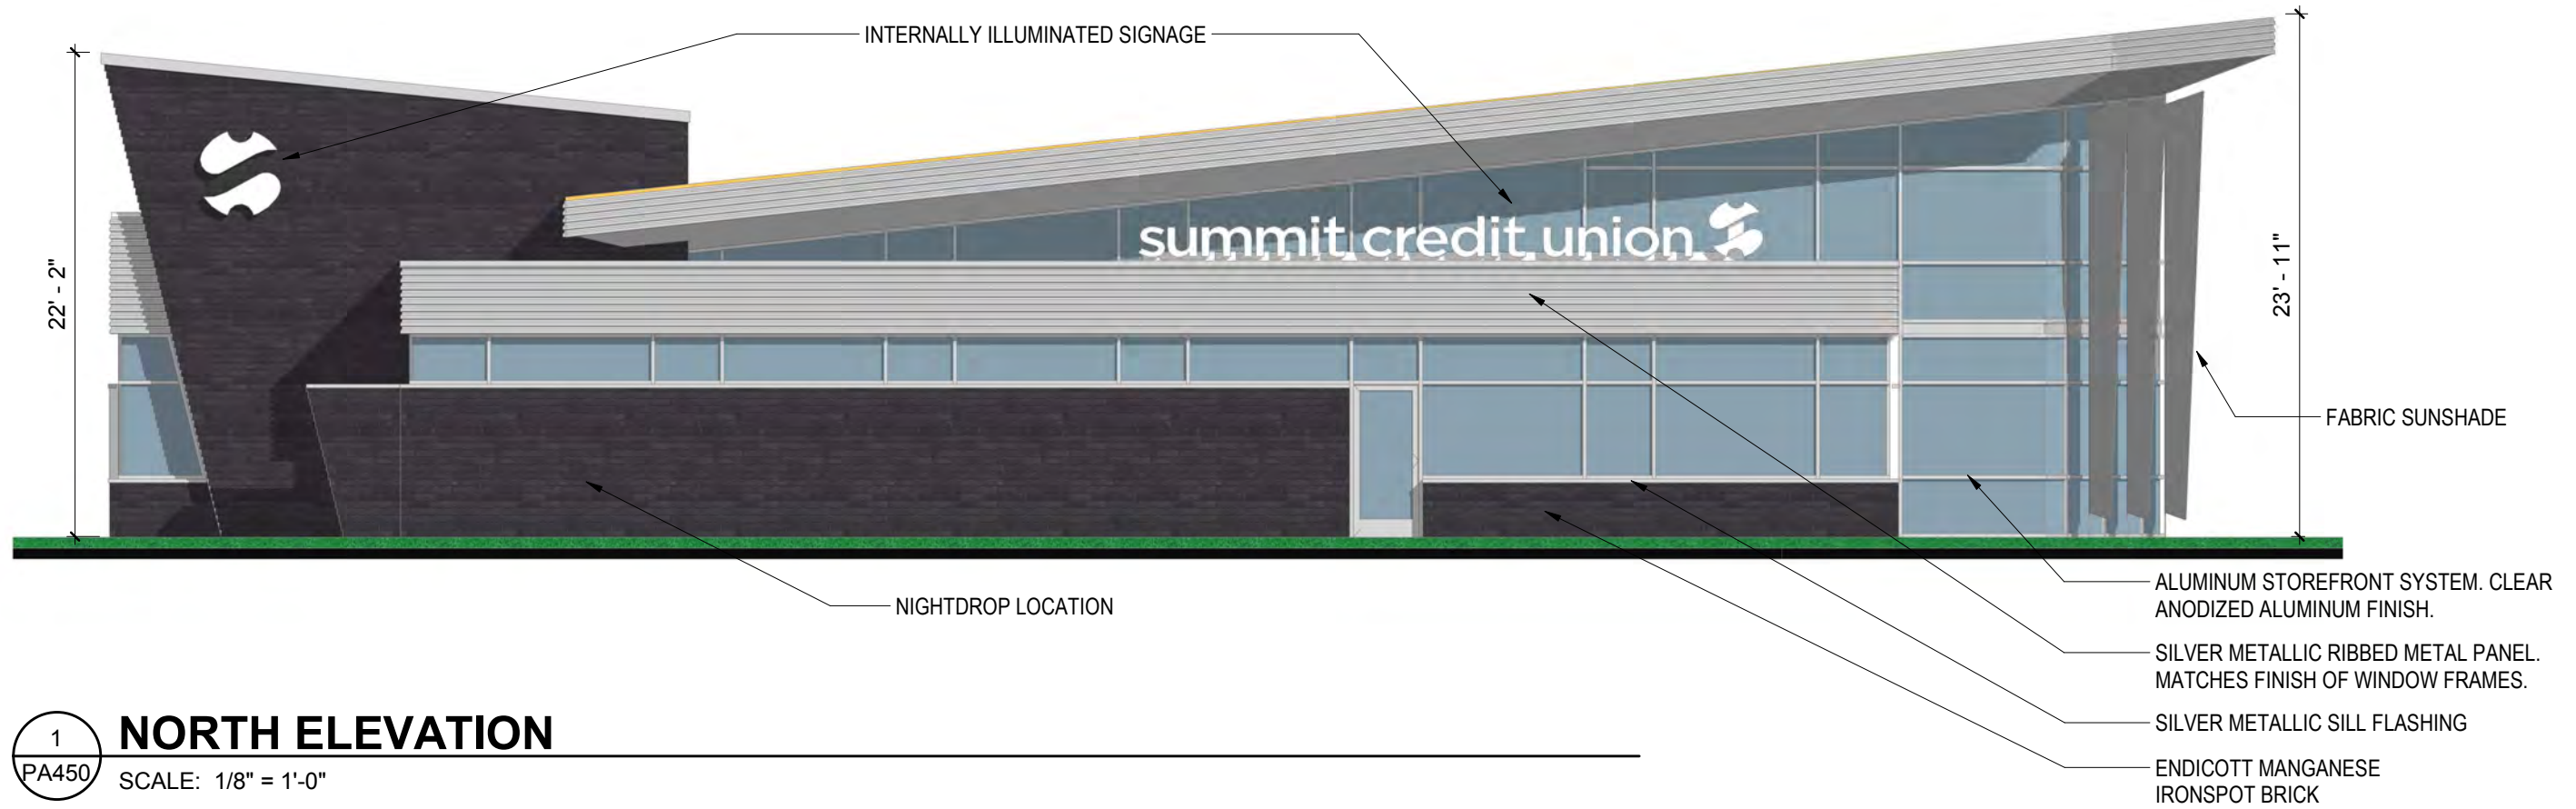 INTERNALLY ILLUMINATED SIGNAGE
22' - 2"
summit credit union
23' - 11"
FABRIC SUNSHADE
NIGHTDROP LOCATION
ALUMINUM STOREFRONT SYSTEM. CLEAR
ANODIZED ALUMINUM FINISH.
SILVER METALLIC RIBBED METAL PANEL.
MATCHES FINISH OF WINDOW FRAMES.
SILVER METALLIC SILL FLASHING
ENDICOTT MANGANESE
IRONSPOT BRICK
1
PA450
NORTH ELEVATION
SCALE: 1/8" = 1'-0"